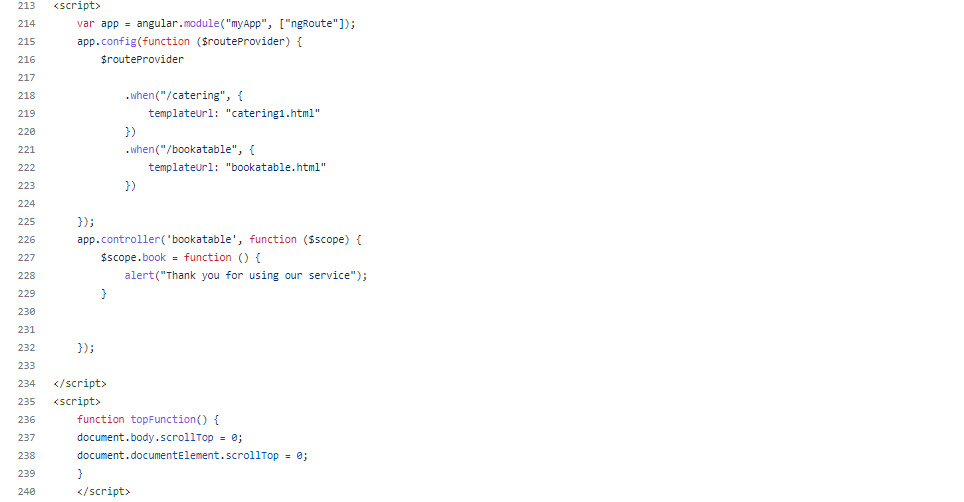 213 <script>
214 var app = angular.module("myApp", ["ngRoute"]);
215 app.config(function ($routeProvider) {
216 $routeProvider
217
218 .when("/catering", {
219 templateUrl: "catering1.html"
220 })
221 .when("/bookatable", {
222 templateUrl: "bookatable.html"
223 })
224
225 });
226 app.controller('bookatable', function ($scope) {
227 $scope.book = function () {
228 alert("Thank you for using our service");
229 }
230
231
232 });
233
234 </script>
235 <script>
236 function topFunction() {
237 document.body.scrollTop = 0;
238 document.documentElement.scrollTop = 0;
239 }
240 </script>